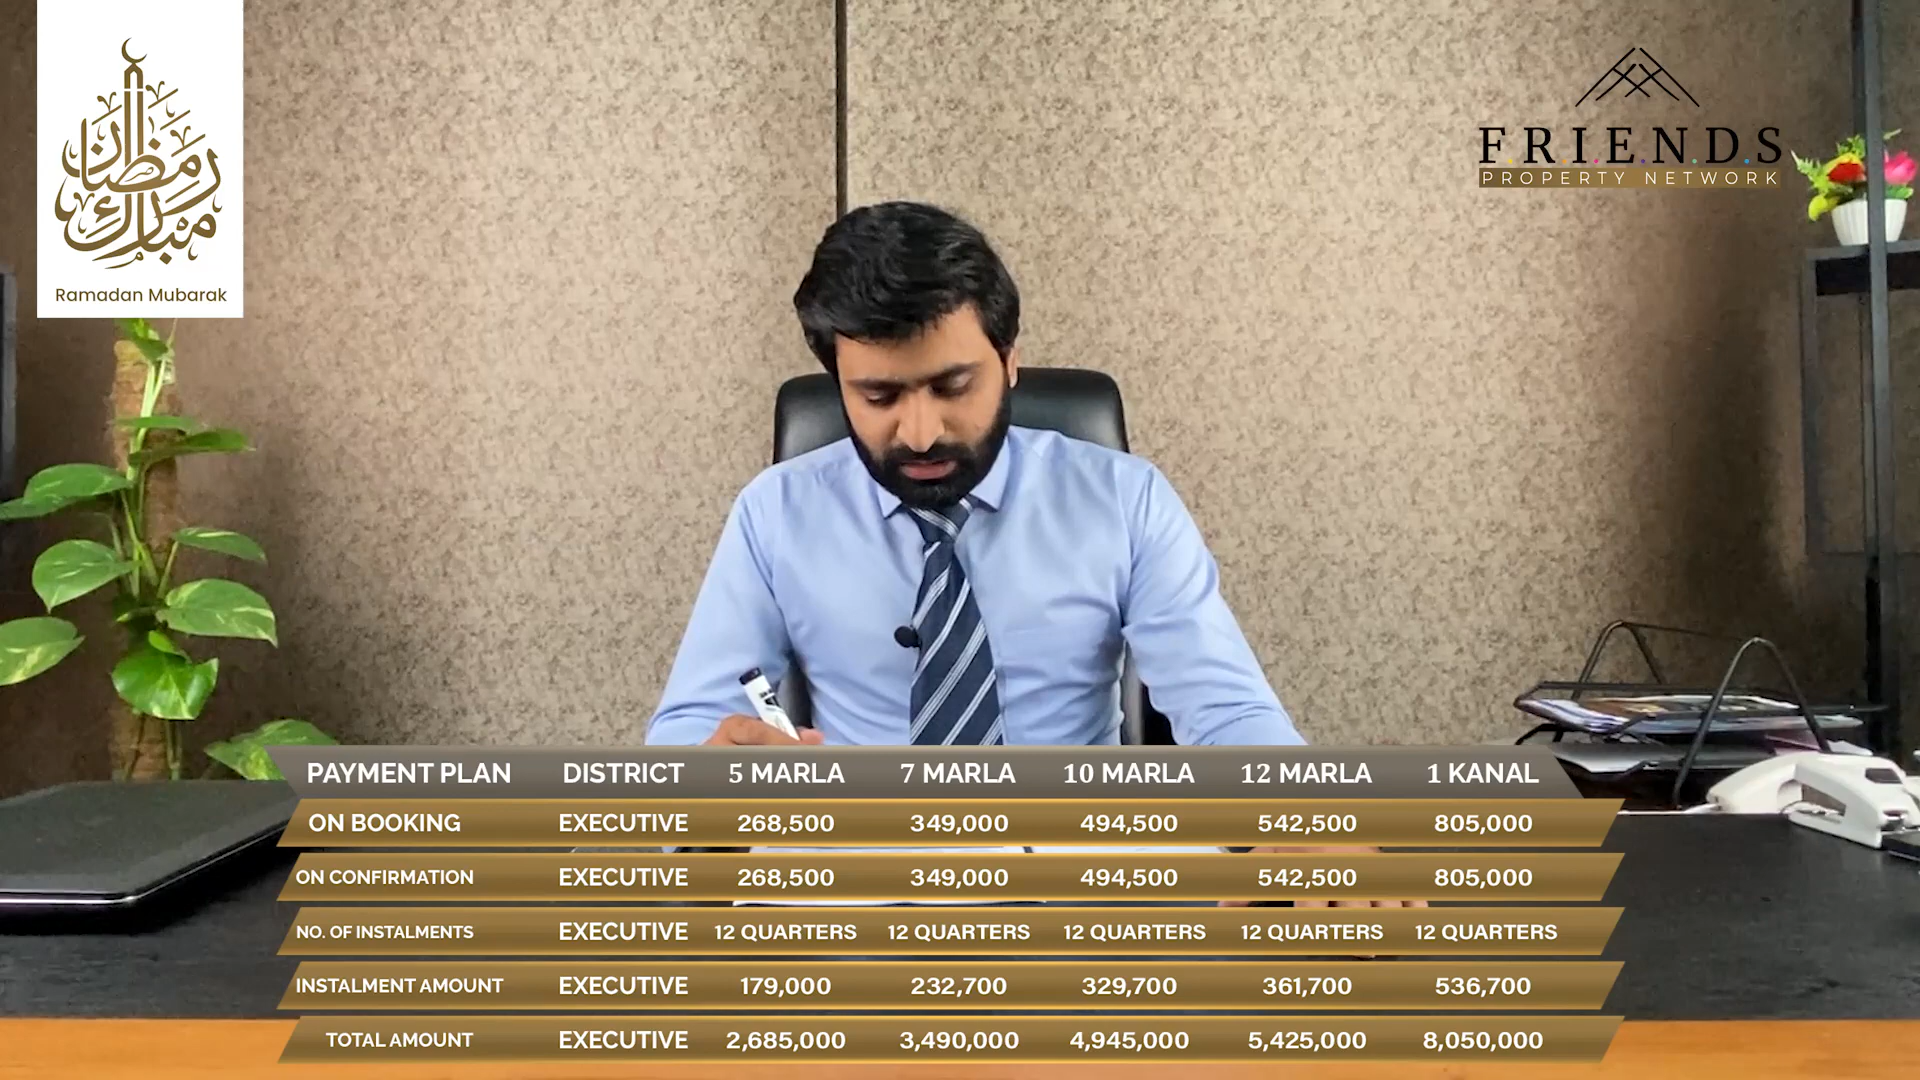 رمضان
مبارك
Ramadan Mubarak
F.R.I.E.N.D.S
PROPERTY NETWORK
PAYMENT PLAN DISTRICT 5 MARLA 7 MARLA 10 MARLA 12 MARLA 1 KANAL
ON BOOKING EXECUTIVE 268,500 349,000 494,500 542,500 805,000
ON CONFIRMATION EXECUTIVE 268,500 349,000 494,500 542,500 805,000
NO. OF INSTALMENTS EXECUTIVE 12 QUARTERS 12 QUARTERS 12 QUARTERS 12 QUARTERS 12 QUARTERS
INSTALMENT AMOUNT EXECUTIVE 179,000 232,700 329,700 361,700 536,700
TOTAL AMOUNT EXECUTIVE 2,685,000 3,490,000 4,945,000 5,425,000 8,050,000